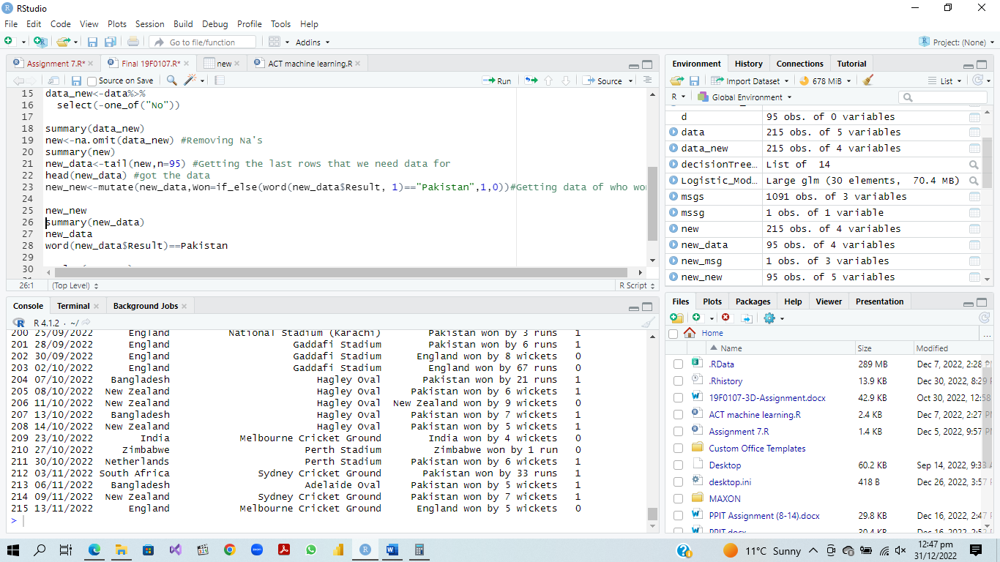 RStudio
File Edit Code View Plots Session Build Debug Profile Tools Help
Go to file/function Addins Project: (None)
Assignment 7.R* Final 19F0107.R* new ACT machine learning.R
Source on Save Run Source
15 data_new<-data%>%
16 select(-one_of("No"))
17
18 summary(data_new)
19 new<-na.omit(data_new) #Removing Na's
20 summary(new)
21 new_data<-tail(new,n=95) #Getting the last rows that we need data for
22 head(new_data) #got the data
23 new_new<-mutate(new_data,Won=if_else(word(new_data$Result, 1)=="Pakistan",1,0))#Getting data of who wo
24
25 new_new
26 summary(new_data)
27 new_data
28 word(new_data$Result)==Pakistan
29
30
26:1 (Top Level) R Script
Console Terminal Background Jobs
R 4.1.2 · ~/
200 25/09/2022 England National Stadium (Karachi) Pakistan won by 3 runs 1
201 28/09/2022 England Gaddafi Stadium Pakistan won by 6 runs 1
202 30/09/2022 England Gaddafi Stadium England won by 8 wickets 0
203 02/10/2022 England Gaddafi Stadium England won by 67 runs 0
204 07/10/2022 Bangladesh Hagley Oval Pakistan won by 21 runs 1
205 08/10/2022 New Zealand Hagley Oval Pakistan won by 6 wickets 1
206 11/10/2022 New Zealand Hagley Oval New Zealand won by 9 wickets 0
207 13/10/2022 Bangladesh Hagley Oval Pakistan won by 7 wickets 1
208 14/10/2022 New Zealand Hagley Oval Pakistan won by 5 wickets 1
209 23/10/2022 India Melbourne Cricket Ground India won by 4 wickets 0
210 27/10/2022 Zimbabwe Perth Stadium Zimbabwe won by 1 run 0
211 30/10/2022 Netherlands Perth Stadium Pakistan won by 6 wickets 1
212 03/11/2022 South Africa Sydney Cricket Ground Pakistan won by 33 runs 1
213 06/11/2022 Bangladesh Adelaide Oval Pakistan won by 5 wickets 1
214 09/11/2022 New Zealand Sydney Cricket Ground Pakistan won by 7 wickets 1
215 13/11/2022 England Melbourne Cricket Ground England won by 5 wickets 0
>
Environment History Connections Tutorial
Import Dataset 678 MiB List
R Global Environment
d 95 obs. of 0 variables
data 215 obs. of 5 variables
data_new 215 obs. of 4 variables
decisionTree... List of 14
Logistic_Mod... Large glm (30 elements, 70.4 MB)
msgs 1091 obs. of 3 variables
mssg 1 obs. of 1 variable
new 215 obs. of 4 variables
new_data 95 obs. of 4 variables
new_msg 1 obs. of 3 variables
new_new 95 obs. of 5 variables
Files Plots Packages Help Viewer Presentation
Home ...
Name Size Modified
.RData 289 MB Dec 7, 2022, 2:28 P
.Rhistory 13.9 KB Dec 30, 2022, 8:29
19F0107-3D-Assignment.docx 42.9 KB Oct 30, 2022, 12:58
ACT machine learning.R 2.4 KB Dec 7, 2022, 2:27 P
Assignment 7.R 1.4 KB Dec 5, 2022, 9:57 P
Custom Office Templates
Desktop 60.2 KB Sep 14, 2022, 9:33
desktop.ini 418 B Dec 26, 2022, 3:57
MAXON
PPIT Assignment (8-14).docx 29.8 KB Dec 16, 2022, 2:47
PPIT.docx 30.4 KB Dec 16, 2022, 2:52
11°C Sunny 12:47 pm
31/12/2022